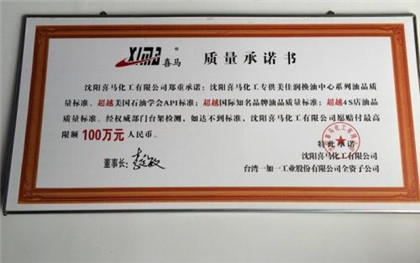 XIMA 喜马 质量承诺书
沈阳喜马化工有限公司郑重承诺：沈阳喜马化工专供美佳润换油中心系列油品质
量标准，超越美国石油学会API标准；超越国际知名品牌油品质量标准；超越4S店油品
质量标准。经权威部门台架检测，如达不到标准，沈阳喜马化工有限公司愿赔付最高
限额 100万元 人民币。
特此承诺
董事长：
沈阳喜马化工有限公司
台湾一加一工业股份有限公司全资子公司